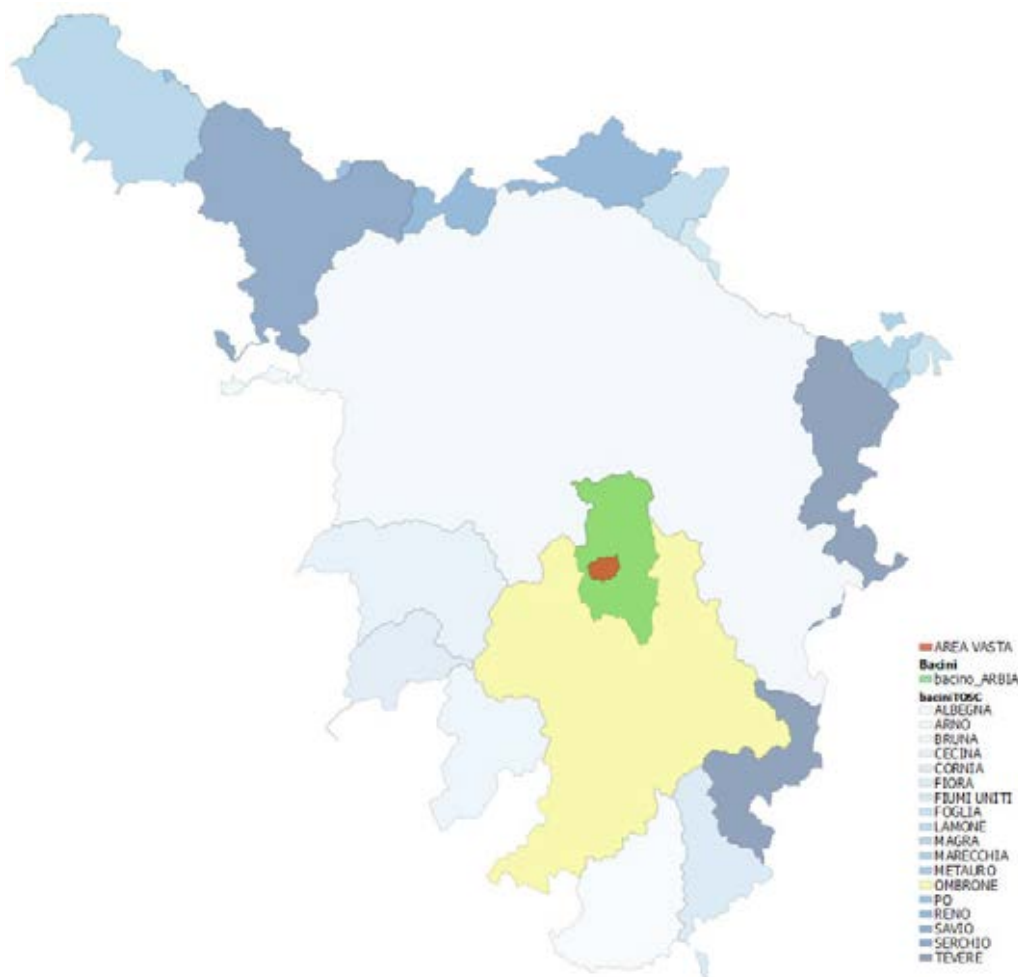 AREA VASTA
Bacini
bacino_ARBIA
baciniTOSC
ALBEGNA
ARNO
BRUNA
CECINA
CORNIA
FIORA
FIUMI UNITI
FOGLIA
LAMONE
MAGRA
MARECCHIA
METAURO
OMBRONE
PO
RENO
SAVIO
SERCHIO
TEVERE